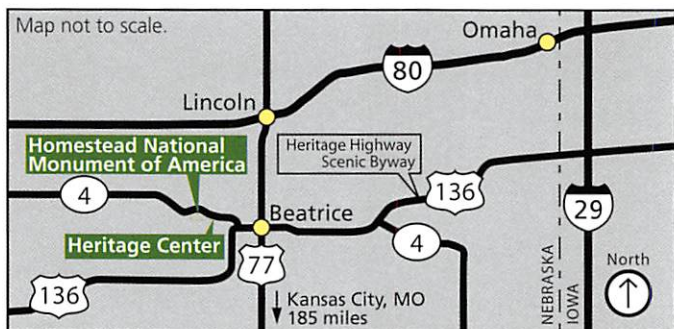 Map not to scale.
Omaha
80
Lincoln
Homestead National
Monument of America
Heritage Highway
Scenic Byway
4
136
Beatrice
29
Heritage Center
4
77
North
136
Kansas City, MO
185 miles
NEBRASKA
IOWA